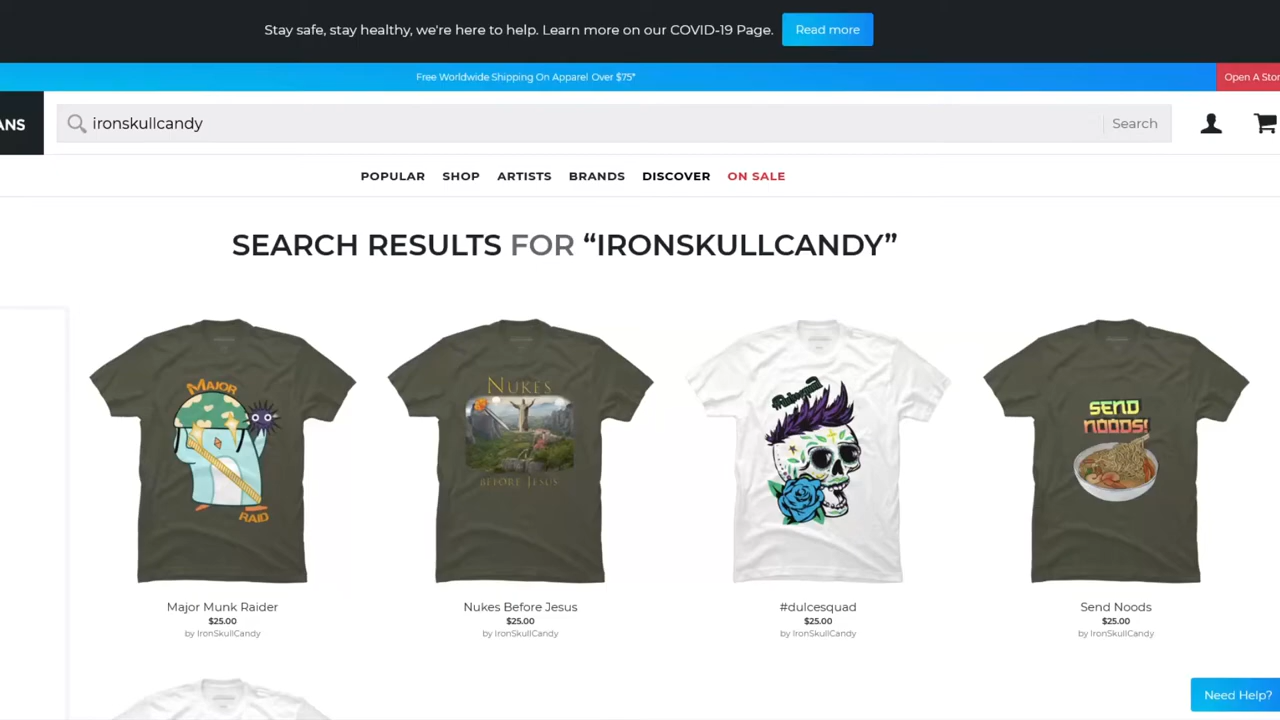 Stay safe, stay healthy, we're here to help. Learn more on our COVID-19 Page. Read more
Free Worldwide Shipping On Apparel Over $75*
Open A Stor
ANS
ironskullcandy
Search
POPULAR SHOP ARTISTS BRANDS DISCOVER ON SALE
SEARCH RESULTS FOR “IRONSKULLCANDY”
MAJOR
RAID
NUKES
BEFORE JESUS
SEND
NOODS!
Major Munk Raider
$25.00
by IronSkullCandy
Nukes Before Jesus
$25.00
by IronSkullCandy
#dulcesquad
$25.00
by IronSkullCandy
Send Noods
$25.00
by IronSkullCandy
Need Help?